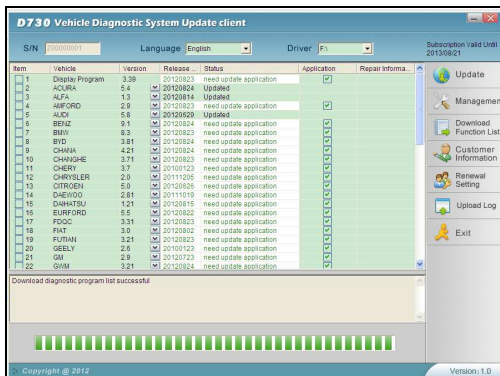 D730 Vehicle Diagnostic System Update client
S/N 200000001 Language English Driver F:\ Subscription Valid Until 2013/08/21
Item Vehicle Version Release ... Status Application Repair Informa...
1 Display Program 3.39 20120823 need update application
2 ACURA 5.4 20120824 Updated
3 ALFA 1.3 20120814 Updated
4 AMFORD 2.9 20120823 need update application
5 AUDI 5.8 20120629 Updated
6 BENZ 9.1 20120824 need update application
7 BMW 8.3 20120823 need update application
8 BYD 3.81 20120824 need update application
9 CHANA 4.21 20120824 need update application
10 CHANGHE 3.71 20120823 need update application
11 CHERY 3.7 20100123 need update application
12 CHRYSLER 2.0 20111205 need update application
13 CITROEN 5.0 20120626 need update application
14 DAEWOO 2.81 20111019 need update application
15 DAIHATSU 1.21 20120815 need update application
16 EURFORD 5.5 20120822 need update application
17 FDQC 3.31 20120823 need update application
18 FIAT 3.0 20120802 need update application
19 FUTIAN 3.21 20120823 need update application
20 GEELY 2.6 20100123 need update application
21 GM 2.9 20120723 need update application
22 GWM 3.21 20120824 need update application
Update
Managemen
Download Function List
Customer Information
Renewal Setting
Upload Log
Exit
Download diagnostic program list successful
Copyright @ 2012
Version: 1.0